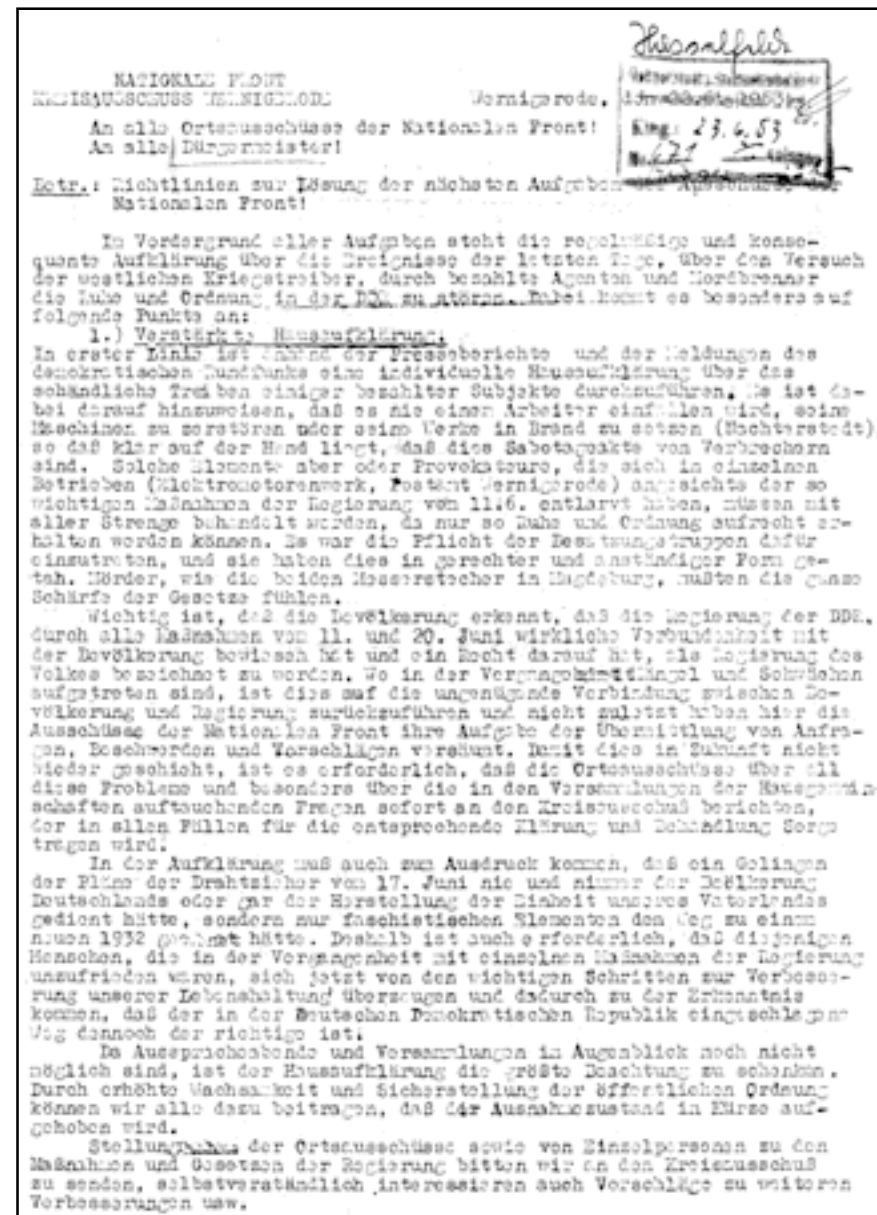 Hessalfeld
NATIONALE FRONT
KREISAUSSCHUSS WERNIGERODE Wernigerode,
Eing.: 23.6.53
An alle Ortsausschüsse der Nationalen Front!
An alle Bürgermeister!
Betr.: Richtlinien zur Lösung der nächsten Aufgaben der Ausschüsse der
Nationalen Front!
Im Vordergrund aller Aufgaben steht die regelmäßige und konse-
quente Aufklärung über die Ereignisse der letzten Tage, über den Versuch
der westlichen Kriegstreiber, durch bezahlte Agenten und Mordbrenner
die Ruhe und Ordnung in der DDR zu stören. Dabei kommt es besonders auf
folgende Punkte an:
1.) Verstärkte Hausaufklärung.
In erster Linie ist anhand der Presseberichte und der Meldungen des
demokratischen Rundfunks eine individuelle Hausaufklärung über das
schändliche Treiben einiger bezahlter Subjekte durchzuführen. Es ist da-
bei darauf hinzuweisen, daß es nie einem Arbeiter einfallen wird, seine
Maschinen zu zerstören oder seine Werke in Brand zu setzen (Nachterstedt)
so daß klar auf der Hand liegt, daß dies Sabotageakte von Verbrechern
sind. Solche Elemente aber oder Provokateure, die sich in einzelnen
Betrieben (Elektromotorenwerk, Postamt Wernigerode) angesichts der so
wichtigen Maßnahmen der Regierung vom 11.6. entlarvt haben, müssen mit
aller Strenge behandelt werden, da nur so Ruhe und Ordnung aufrecht er-
halten werden können. Es war die Pflicht der Besatzungstruppen dafür
einzutreten, und sie haben dies in gerechter und anständiger Form ge-
tan. Mörder, wie die beiden Messerstecher in Magdeburg, mußten die ganze
Schärfe der Gesetze fühlen.
Wichtig ist, daß die Bevölkerung erkennt, daß die Regierung der DDR,
durch alle Maßnahmen vom 11. und 20. Juni wirkliche Verbundenheit mit
der Bevölkerung bewiesen hat und ein Recht darauf hat, als Regierung des
Volkes bezeichnet zu werden. Wo in der Vergangenheit Mängel und Schwächen
aufgetreten sind, ist dies auf die ungenügende Verbindung zwischen Be-
völkerung und Regierung zurückzuführen und nicht zuletzt haben hier die
Ausschüsse der Nationalen Front ihre Aufgabe der Übermittlung von Anfra-
gen, Beschwerden und Vorschlägen versäumt. Damit dies in Zukunft nicht
wieder geschieht, ist es erforderlich, daß die Ortsausschüsse über all
diese Probleme und besonders über die in den Versammlungen der Hausgemein
schaften auftauchenden Fragen sofort an den Kreisausschuß berichten,
der in allen Fällen für die entsprechende Klärung und Behandlung Sorge
tragen wird.
In der Aufklärung muß auch zum Ausdruck kommen, daß ein Gelingen
der Pläne der Drahtzieher vom 17. Juni nie und nimmer der Beölkerung
Deutschlands oder gar der Herstellung der Einheit unseres Vaterlandes
gedient hätte, sondern nur faschistischen Elementen den Weg zu einem
neuen 1932 geebnet hätte. Deshalb ist auch erforderlich, daß diejenigen
Menschen, die in der Vergangenheit mit einzelnen Maßnahmen der Regierung
unzufrieden waren, sich jetzt von den wichtigen Schritten zur Verbesse-
rung unserer Lebenshaltung überzeugen und dadurch zu der Erkenntnis
kommen, daß der in der Deutschen Demokratischen Republik eingeschlagene
Weg dennoch der richtige ist.
Da Ausspracheabende und Versammlungen im Augenblick noch nicht
möglich sind, ist der Hausaufklärung die größte Beachtung zu schenken.
Durch erhöhte Wachsamkeit und Sicherstellung der öffentlichen Ordnung
können wir alle dazu beitragen, daß der Ausnahmezustand in Kürze auf-
gehoben wird.
Stellungnahmen der Ortsausschüsse sowie von Einzelpersonen zu den
Maßnahmen und Gesetzen der Regierung bitten wir an den Kreisausschuß
zu senden, selbstverständlich interessieren auch Vorschläge zu weiteren
Verbesserungen usw.